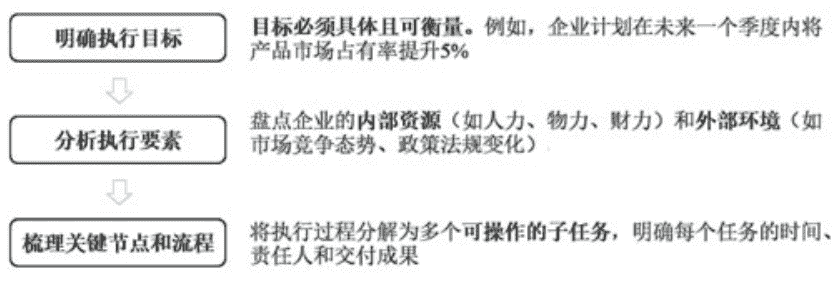 明确执行目标
目标必须具体且可衡量。例如，企业计划在未来一个季度内将
产品市场占有率提升5%
分析执行要素
盘点企业的内部资源（如人力、物力、财力）和外部环境（如
市场竞争态势、政策法规变化）
梳理关键节点和流程
将执行过程分解为多个可操作的子任务，明确每个任务的时间、
责任人和交付成果